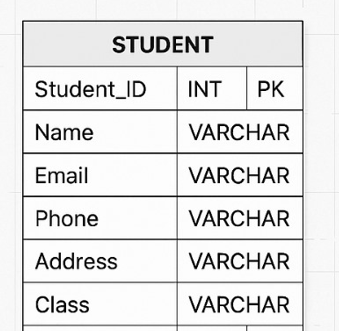 STUDENT
Student_ID INT PK
Name VARCHAR
Email VARCHAR
Phone VARCHAR
Address VARCHAR
Class VARCHAR